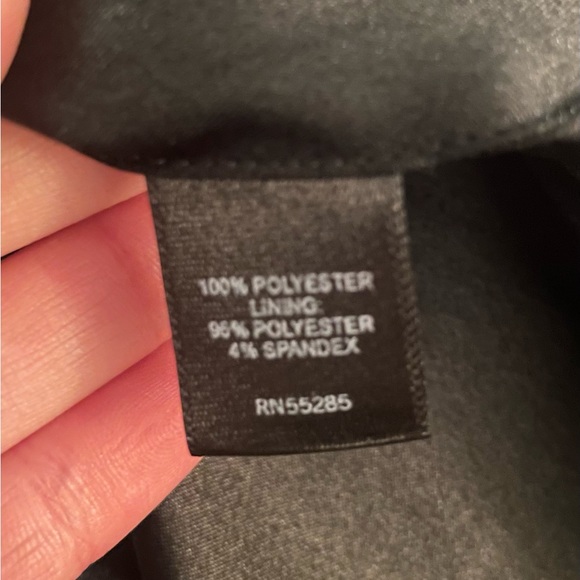 100% POLYESTER
LINING:
96% POLYESTER
4% SPANDEX
RN55285